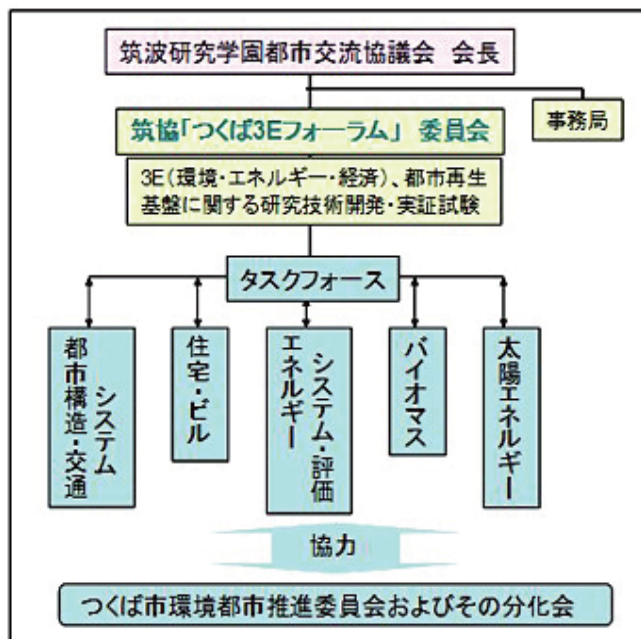 筑波研究学園都市交流協議会 会長
事務局
筑協「つくば3Eフォーラム」 委員会
3E(環境・エネルギー・経済)、都市再生
基盤に関する研究技術開発・実証試験
タスクフォース
都市構造・交通
システム
住宅・ビル
エネルギー
システム・評価
バイオマス
太陽エネルギー
協力
つくば市環境都市推進委員会およびその分化会